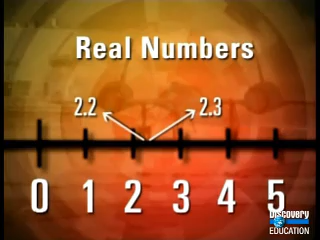 Real Numbers
2.2 2.3
0 1 2 3 4 5
Discovery
EDUCATION